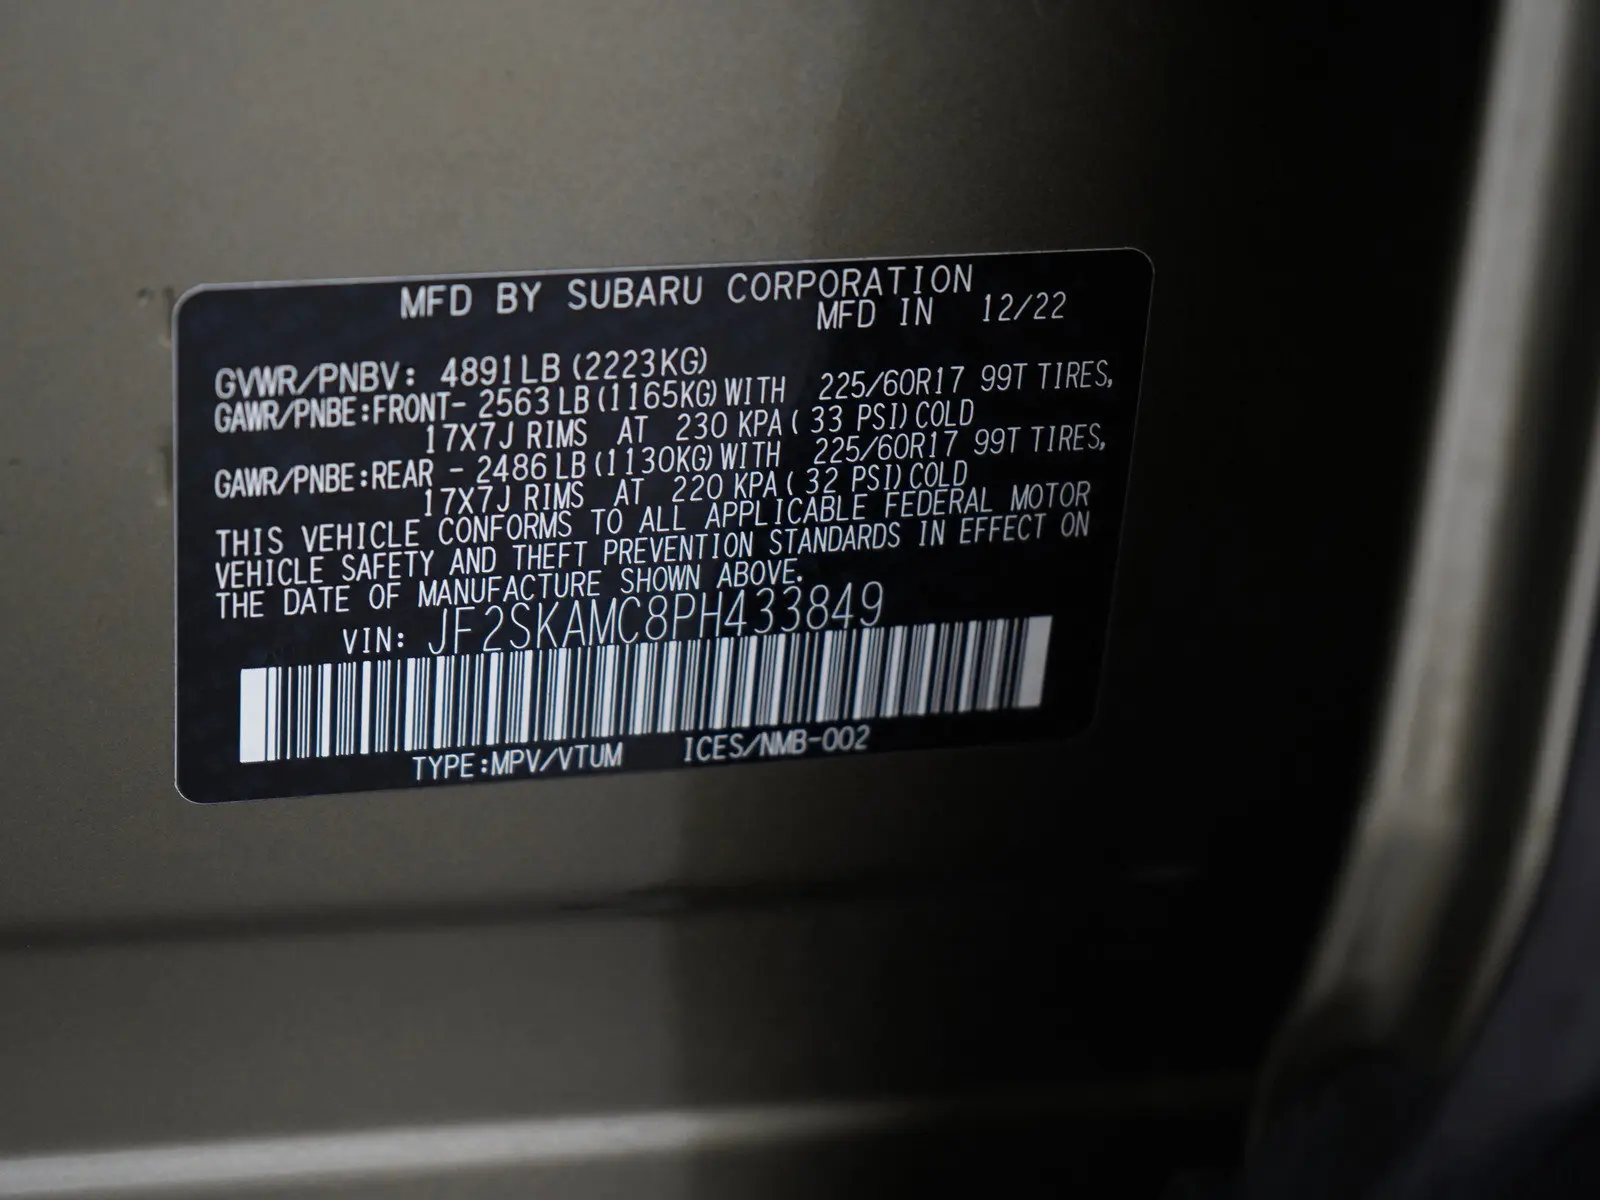 MFD BY SUBARU CORPORATION
MFD IN 12/22
GVWR/PNBV: 4891LB (2223KG)
GAWR/PNBE:FRONT- 2563 LB (1165KG) WITH 225/60R17 99T TIRES,
17X7J RIMS AT 230 KPA( 33 PSI) COLD
GAWR/PNBE:REAR - 2486 LB (1130KG) WITH 225/60R17 99T TIRES,
17X7J RIMS AT 220 KPA( 32 PSI) COLD
THIS VEHICLE CONFORMS TO ALL APPLICABLE FEDERAL MOTOR
VEHICLE SAFETY AND THEFT PREVENTION STANDARDS IN EFFECT ON
THE DATE OF MANUFACTURE SHOWN ABOVE.
VIN: JF2SKAMC8PH433849
TYPE:MPV/VTUM ICES/NMB-002